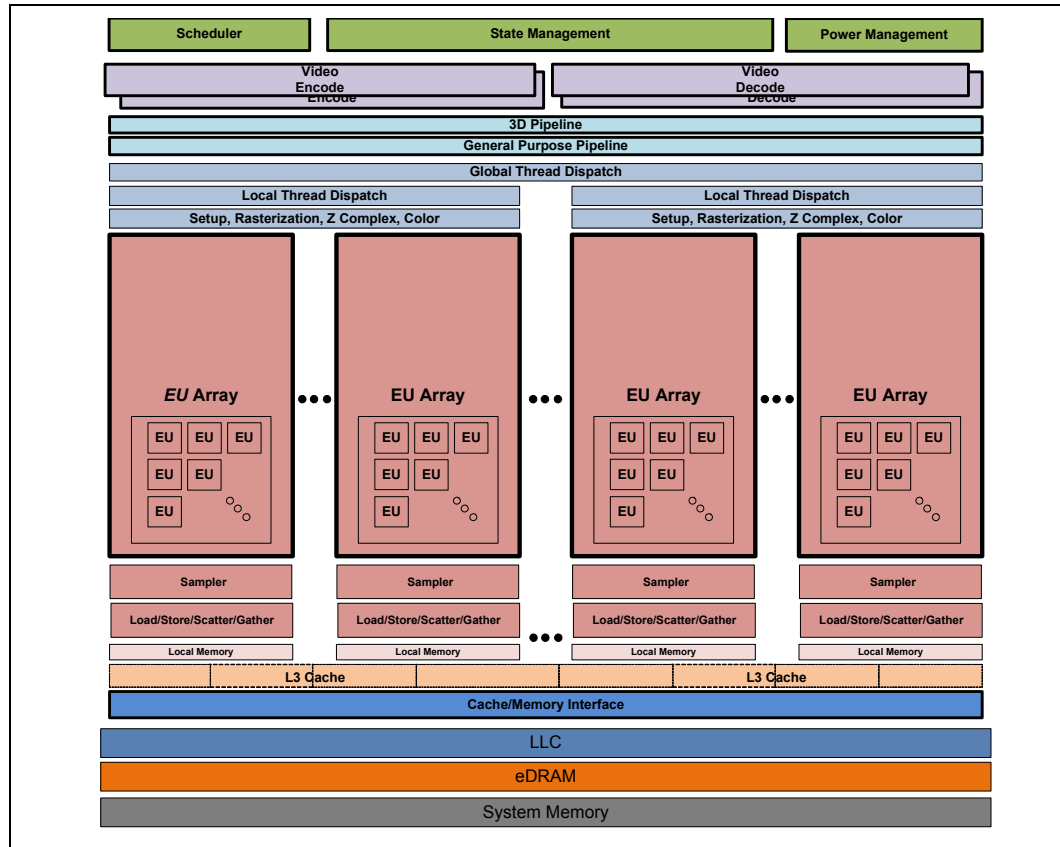 Scheduler
State Management
Power Management
Video
Encode
Encode
Video
Decode
Decode
3D Pipeline
General Purpose Pipeline
Global Thread Dispatch
Local Thread Dispatch
Local Thread Dispatch
Setup, Rasterization, Z Complex, Color
Setup, Rasterization, Z Complex, Color
EU Array
EU Array
EU Array
EU Array
EU EU EU
EU EU EU
EU EU EU
EU EU EU
EU EU
EU EU
EU EU
EU EU
EU
EU
EU
EU
Sampler
Sampler
Sampler
Sampler
Load/Store/Scatter/Gather
Load/Store/Scatter/Gather
Load/Store/Scatter/Gather
Load/Store/Scatter/Gather
Local Memory
Local Memory
Local Memory
Local Memory
L3 Cache
L3 Cache
Cache/Memory Interface
LLC
eDRAM
System Memory